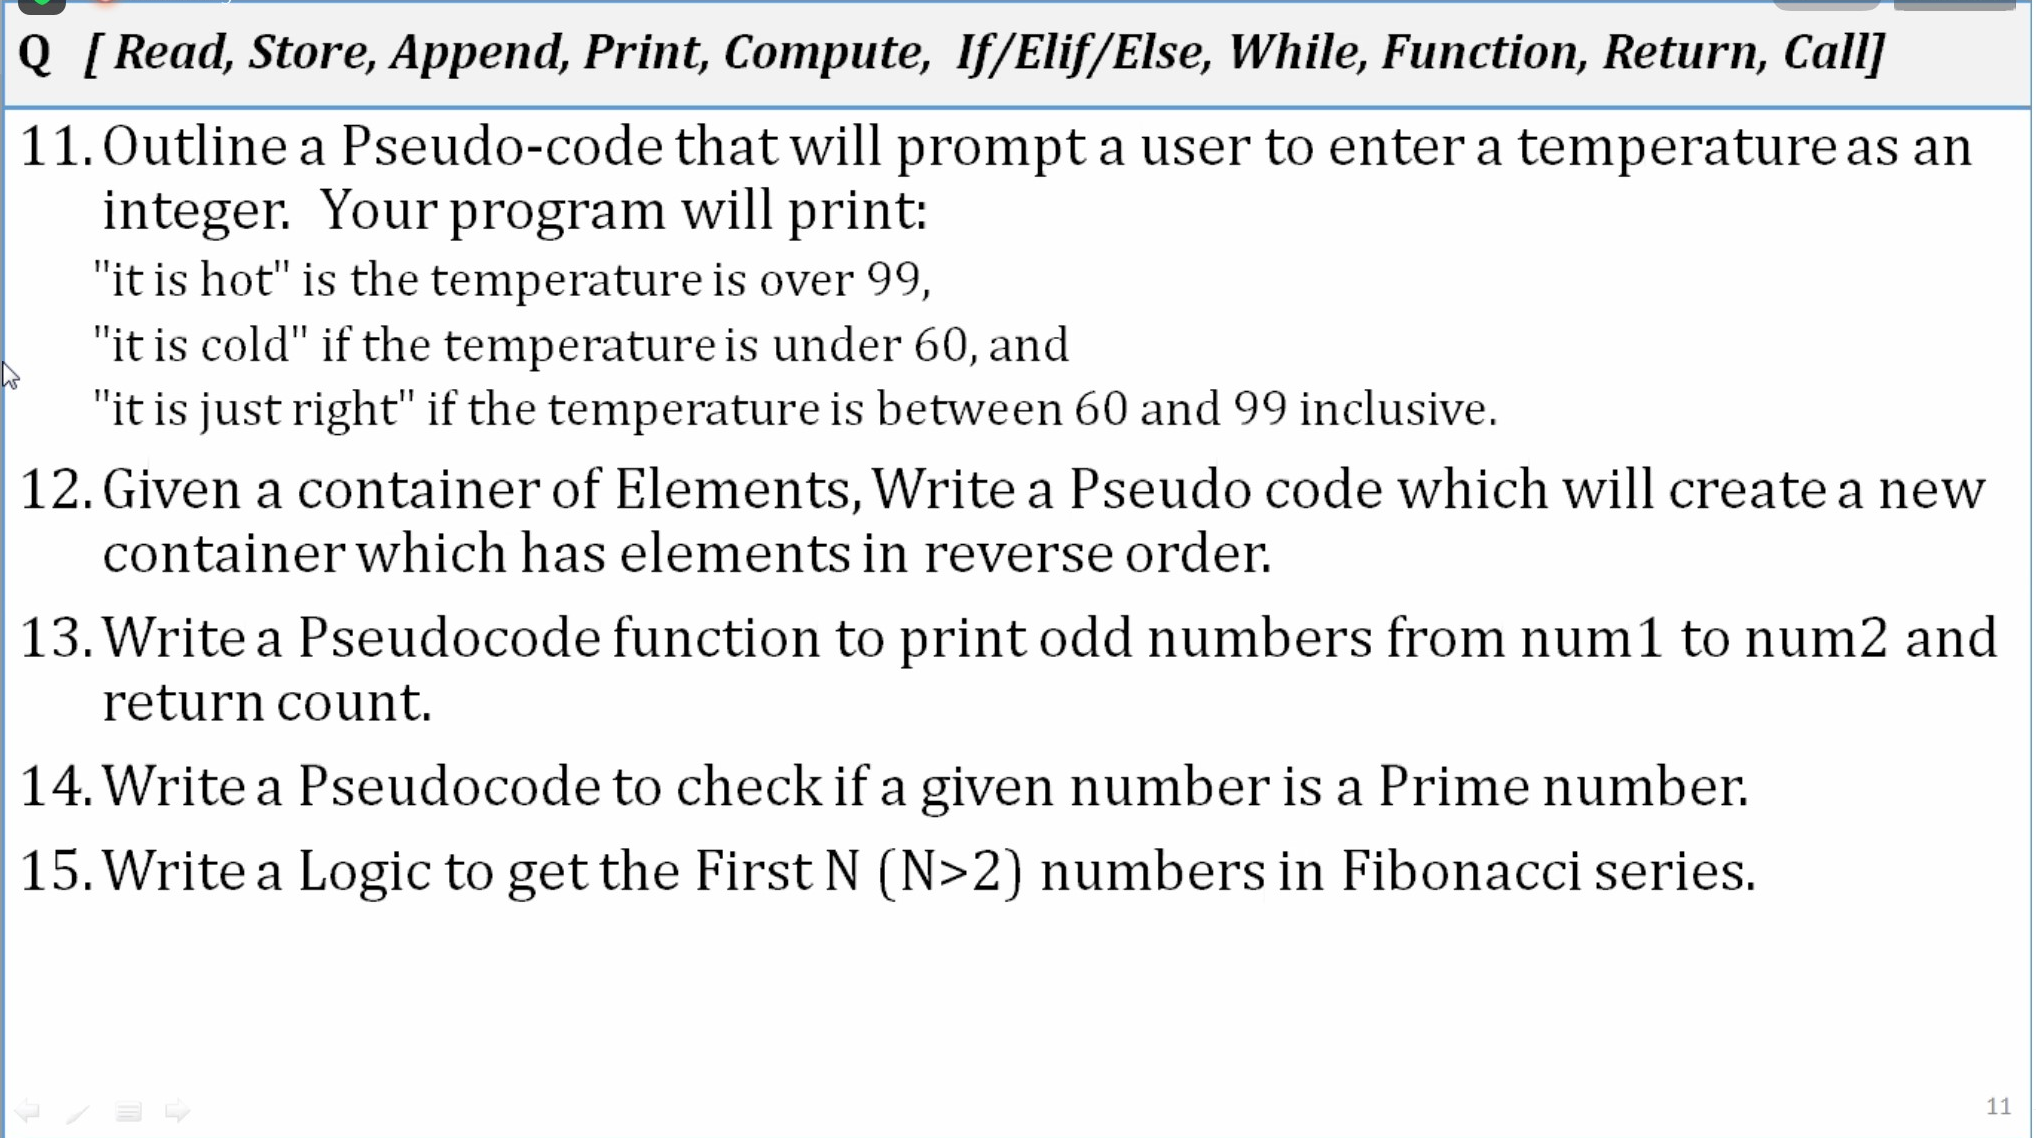 Q [ Read, Store, Append, Print, Compute, If/Elif/Else, While, Function, Return, Call]
11. Outline a Pseudo-code that will prompt a user to enter a temperature as an
integer. Your program will print:
"it is hot" is the temperature is over 99,
"it is cold" if the temperature is under 60, and
"it is just right" if the temperature is between 60 and 99 inclusive.
12. Given a container of Elements, Write a Pseudo code which will create a new
container which has elements in reverse order.
13. Write a Pseudocode function to print odd numbers from num1 to num2 and
return count.
14. Write a Pseudocode to check if a given number is a Prime number.
15. Write a Logic to get the First N (N>2) numbers in Fibonacci series.
11